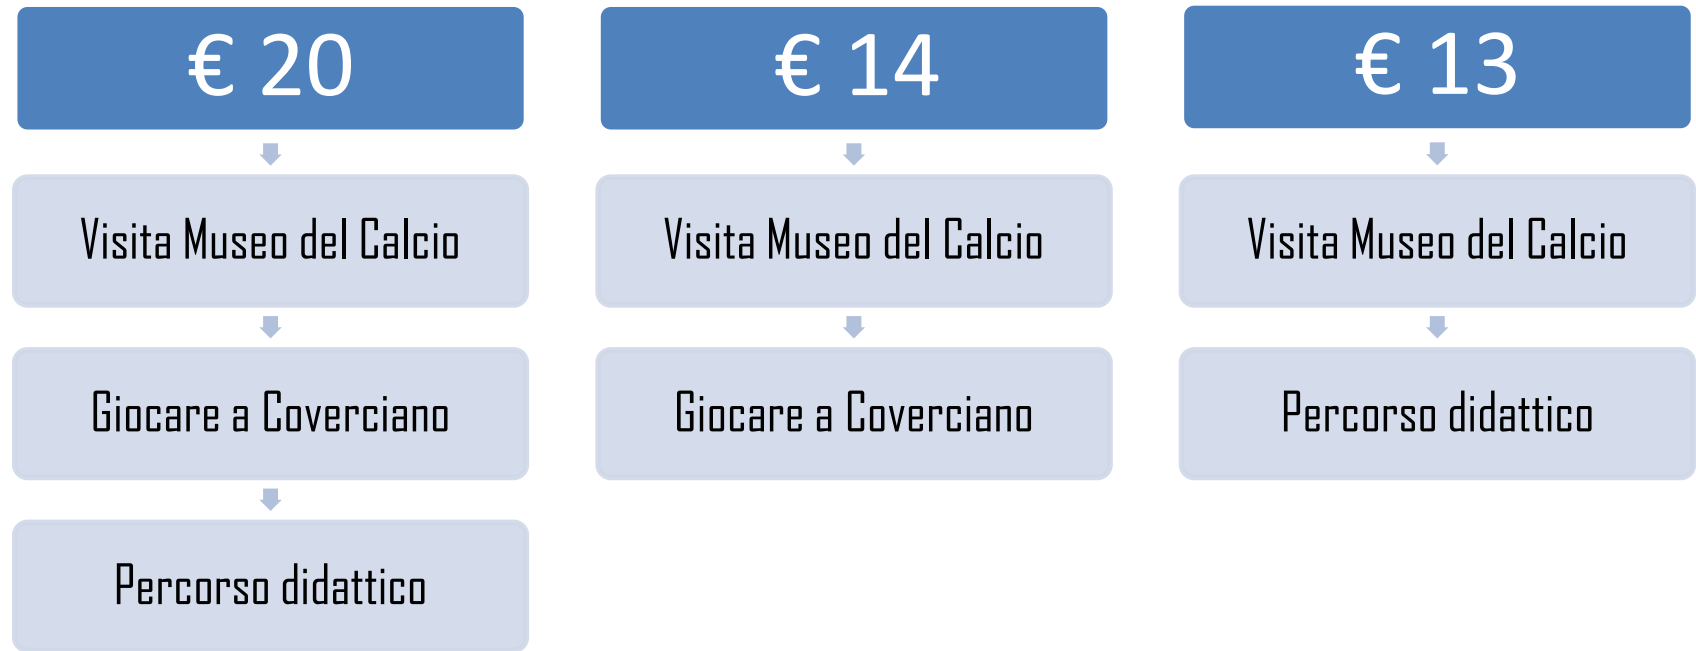 € 20
Visita Museo del Calcio
Giocare a Coverciano
Percorso didattico
€ 14
Visita Museo del Calcio
Giocare a Coverciano
€ 13
Visita Museo del Calcio
Percorso didattico